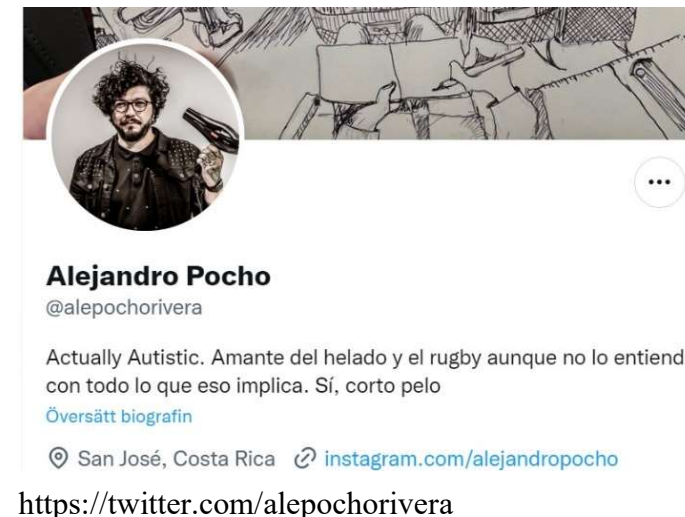 Alejandro Pocho
@alepochorivera
Actually Autistic. Amante del helado y el rugby aunque no lo entiend
con todo lo que eso implica. Sí, corto pelo
Översätt biografin
San José, Costa Rica instagram.com/alejandropocho
https://twitter.com/alepochorivera